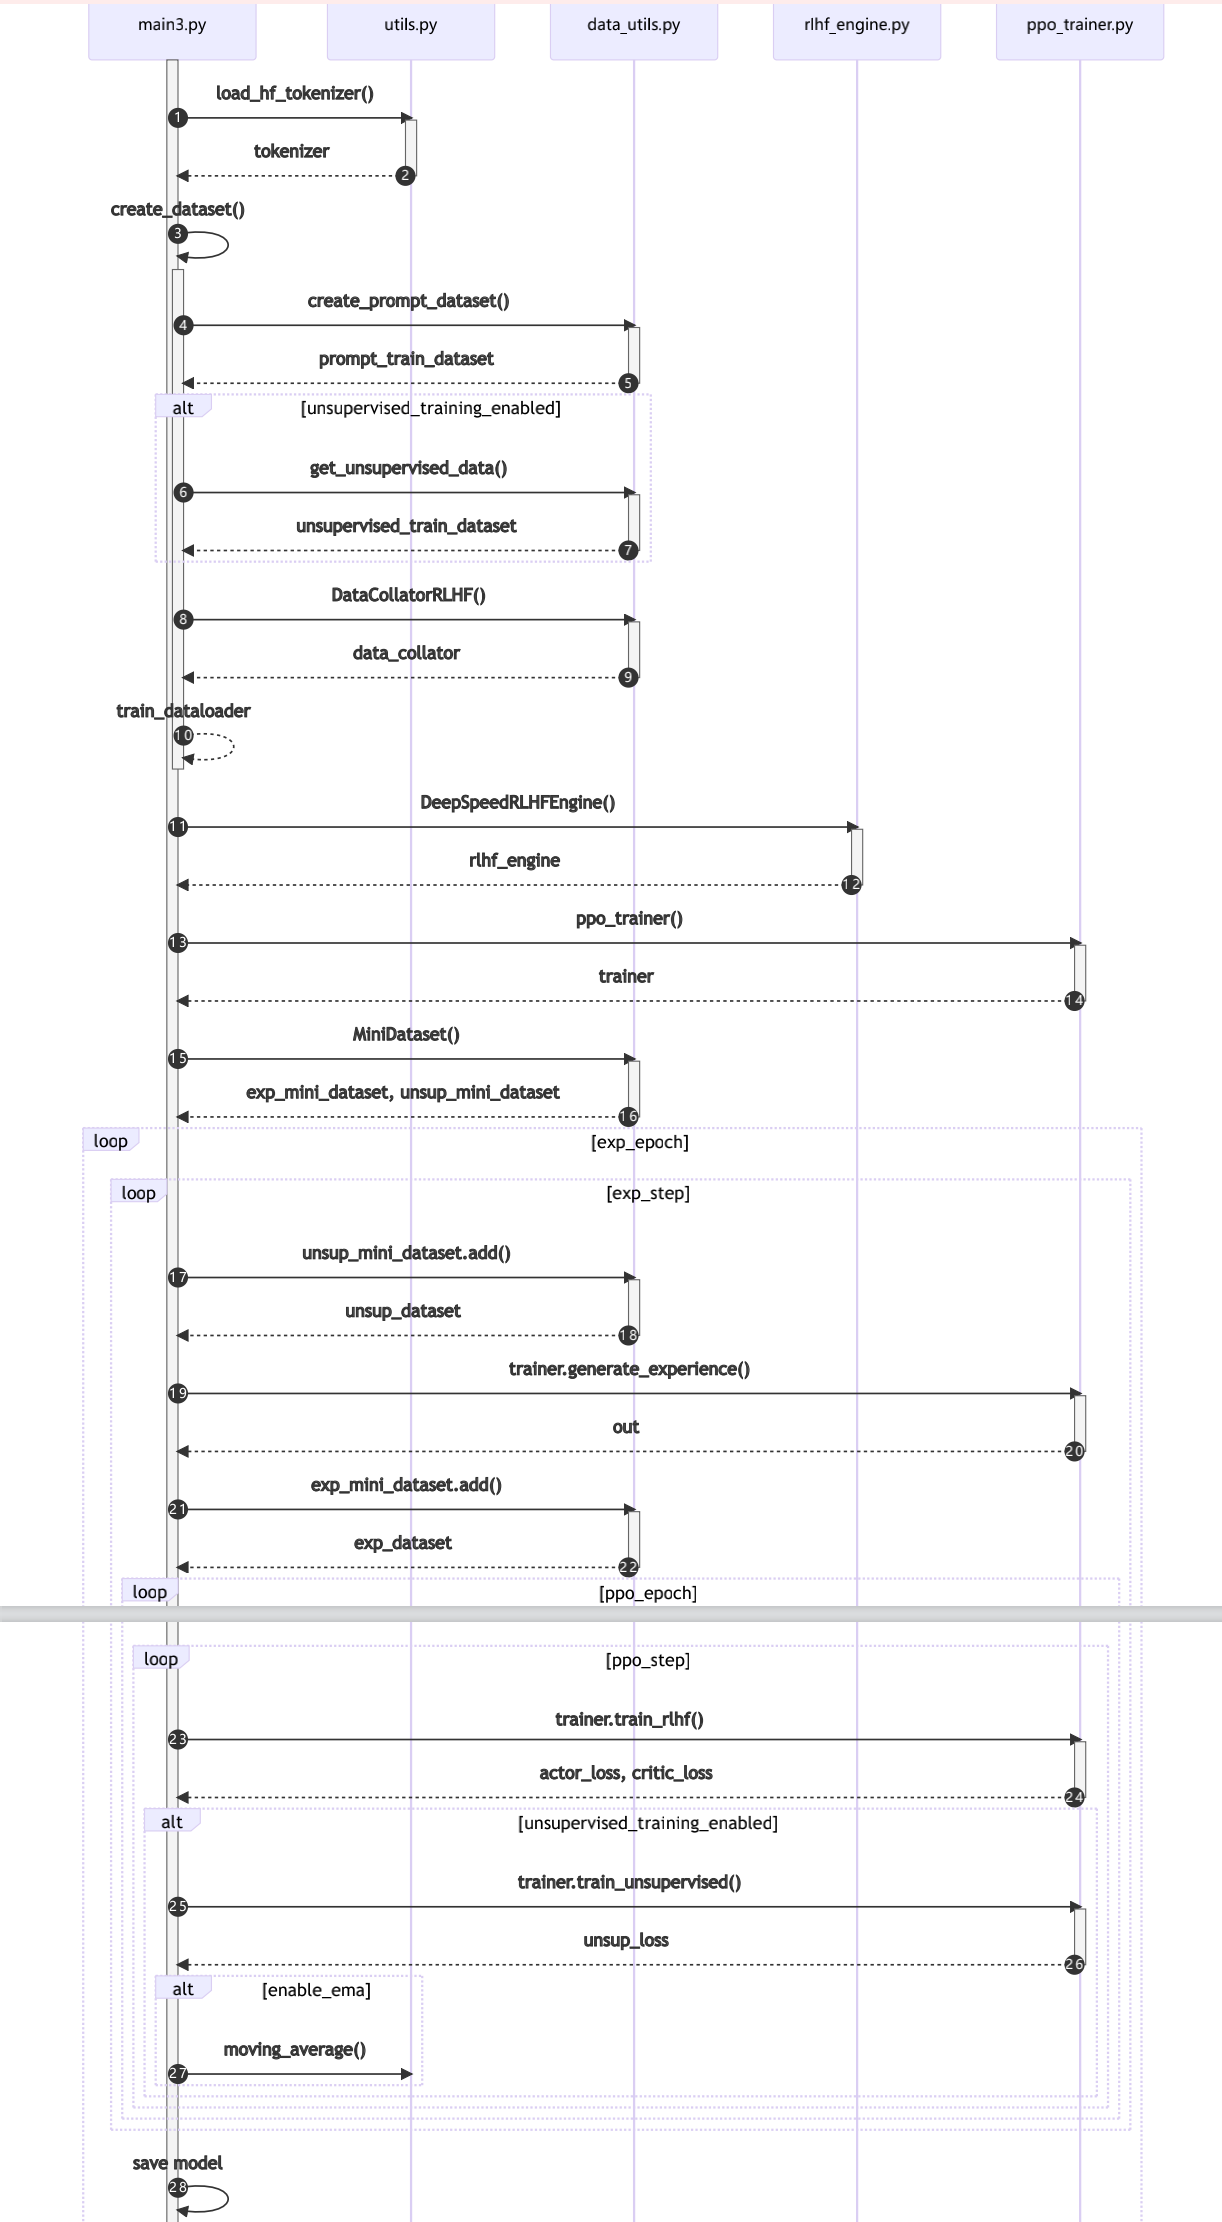 main3.py utils.py data_utils.py rlhf_engine.py ppo_trainer.py
load_hf_tokenizer()
1
tokenizer
2
create_dataset()
3
create_prompt_dataset()
4
prompt_train_dataset
5
alt [unsupervised_training_enabled]
get_unsupervised_data()
6
unsupervised_train_dataset
7
DataCollatorRLHF()
8
data_collator
9
train_dataloader
10
DeepSpeedRLHFEngine()
11
rlhf_engine
12
ppo_trainer()
13
trainer
14
MiniDataset()
15
exp_mini_dataset, unsup_mini_dataset
16
loop [exp_epoch]
loop [exp_step]
unsup_mini_dataset.add()
17
unsup_dataset
18
trainer.generate_experience()
19
out
20
exp_mini_dataset.add()
21
exp_dataset
22
loop [ppo_epoch]
loop [ppo_step]
trainer.train_rlhf()
23
actor_loss, critic_loss
24
alt [unsupervised_training_enabled]
trainer.train_unsupervised()
25
unsup_loss
26
alt [enable_ema]
moving_average()
27
save model
28